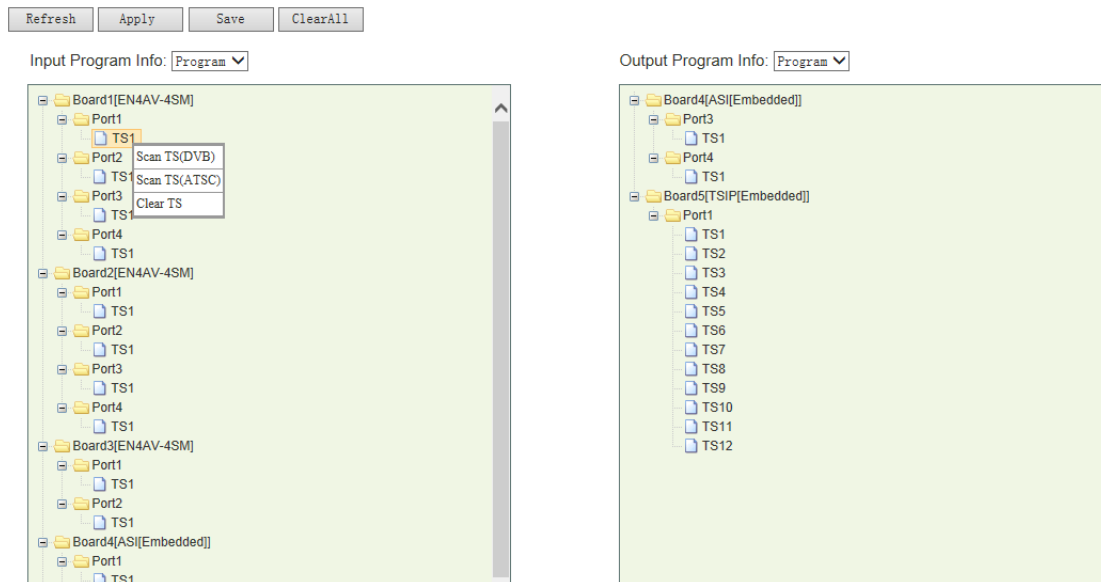 Refresh Apply Save ClearAll
Input Program Info: Program
Board1[EN4AV-4SM]
Port1
TS1
Scan TS(DVB)
Scan TS(ATSC)
Clear TS
Port2
TS1
Port3
TS1
Port4
TS1
Board2[EN4AV-4SM]
Port1
TS1
Port2
TS1
Port3
TS1
Port4
TS1
Board3[EN4AV-4SM]
Port1
TS1
Port2
TS1
Board4[ASI[Embedded]]
Port1
TS1
Output Program Info: Program
Board4[ASI[Embedded]]
Port3
TS1
Port4
TS1
Board5[TSIP[Embedded]]
Port1
TS1
TS2
TS3
TS4
TS5
TS6
TS7
TS8
TS9
TS10
TS11
TS12